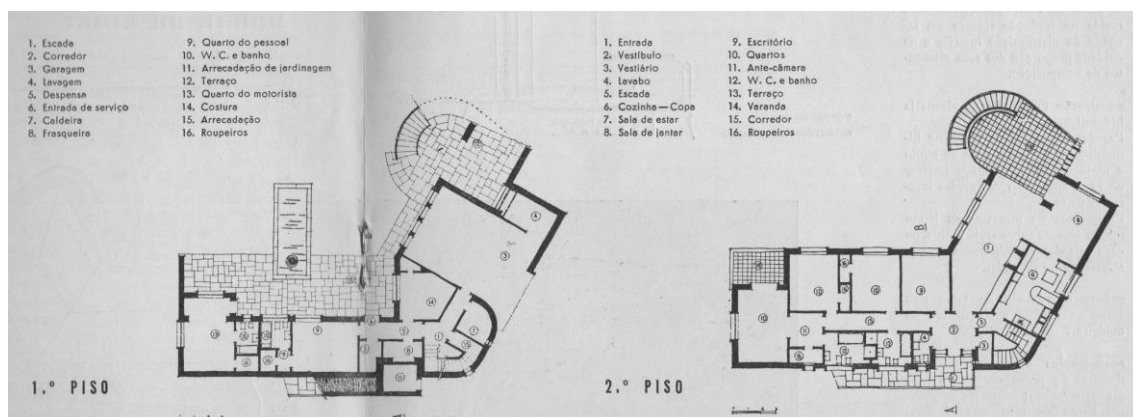 1. Escada
2. Corredor
3. Garagem
4. Lavagem
5. Despensa
6. Entrada de serviço
7. Caldeira
8. Frasqueira
9. Quarto do pessoal
10. W. C. e banho
11. Arrecadação de jardinagem
12. Terraço
13. Quarto do motorista
14. Costura
15. Arrecadação
16. Roupeiros
1.º PISO
1. Entrada
2. Vestíbulo
3. Vestiário
4. Lavabo
5. Escada
6. Cozinha — Copa
7. Sala de estar
8. Sala de jantar
9. Escritório
10. Quartos
11. Ante-câmara
12. W. C. e banho
13. Terraço
14. Varanda
15. Corredor
16. Roupeiros
2.º PISO
B
A